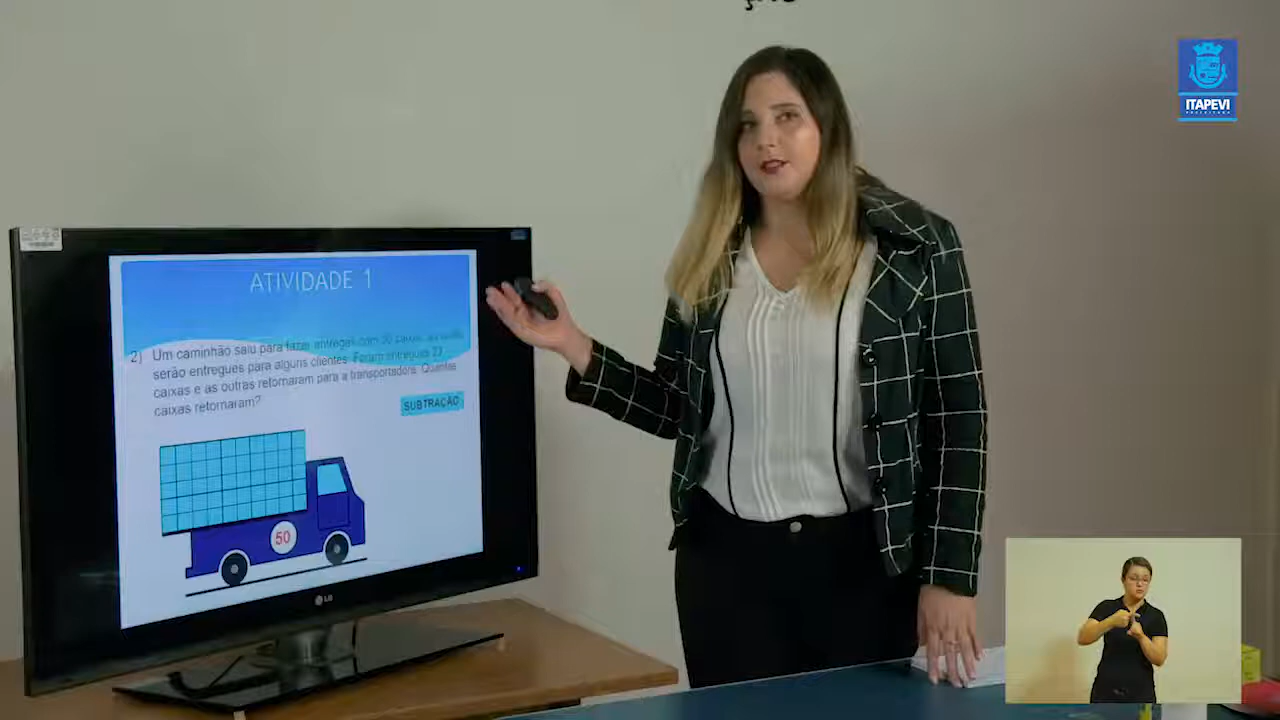 ITAPEVI
PREFEITURA
ATIVIDADE 1
2) Um caminhão saiu para fazer entregas com 50 caixas, as quais
serão entregues para alguns clientes. Foram entregues 23
caixas e as outras retornaram para a transportadora. Quantas
caixas retornaram?
SUBTRAÇÃO
50
LG